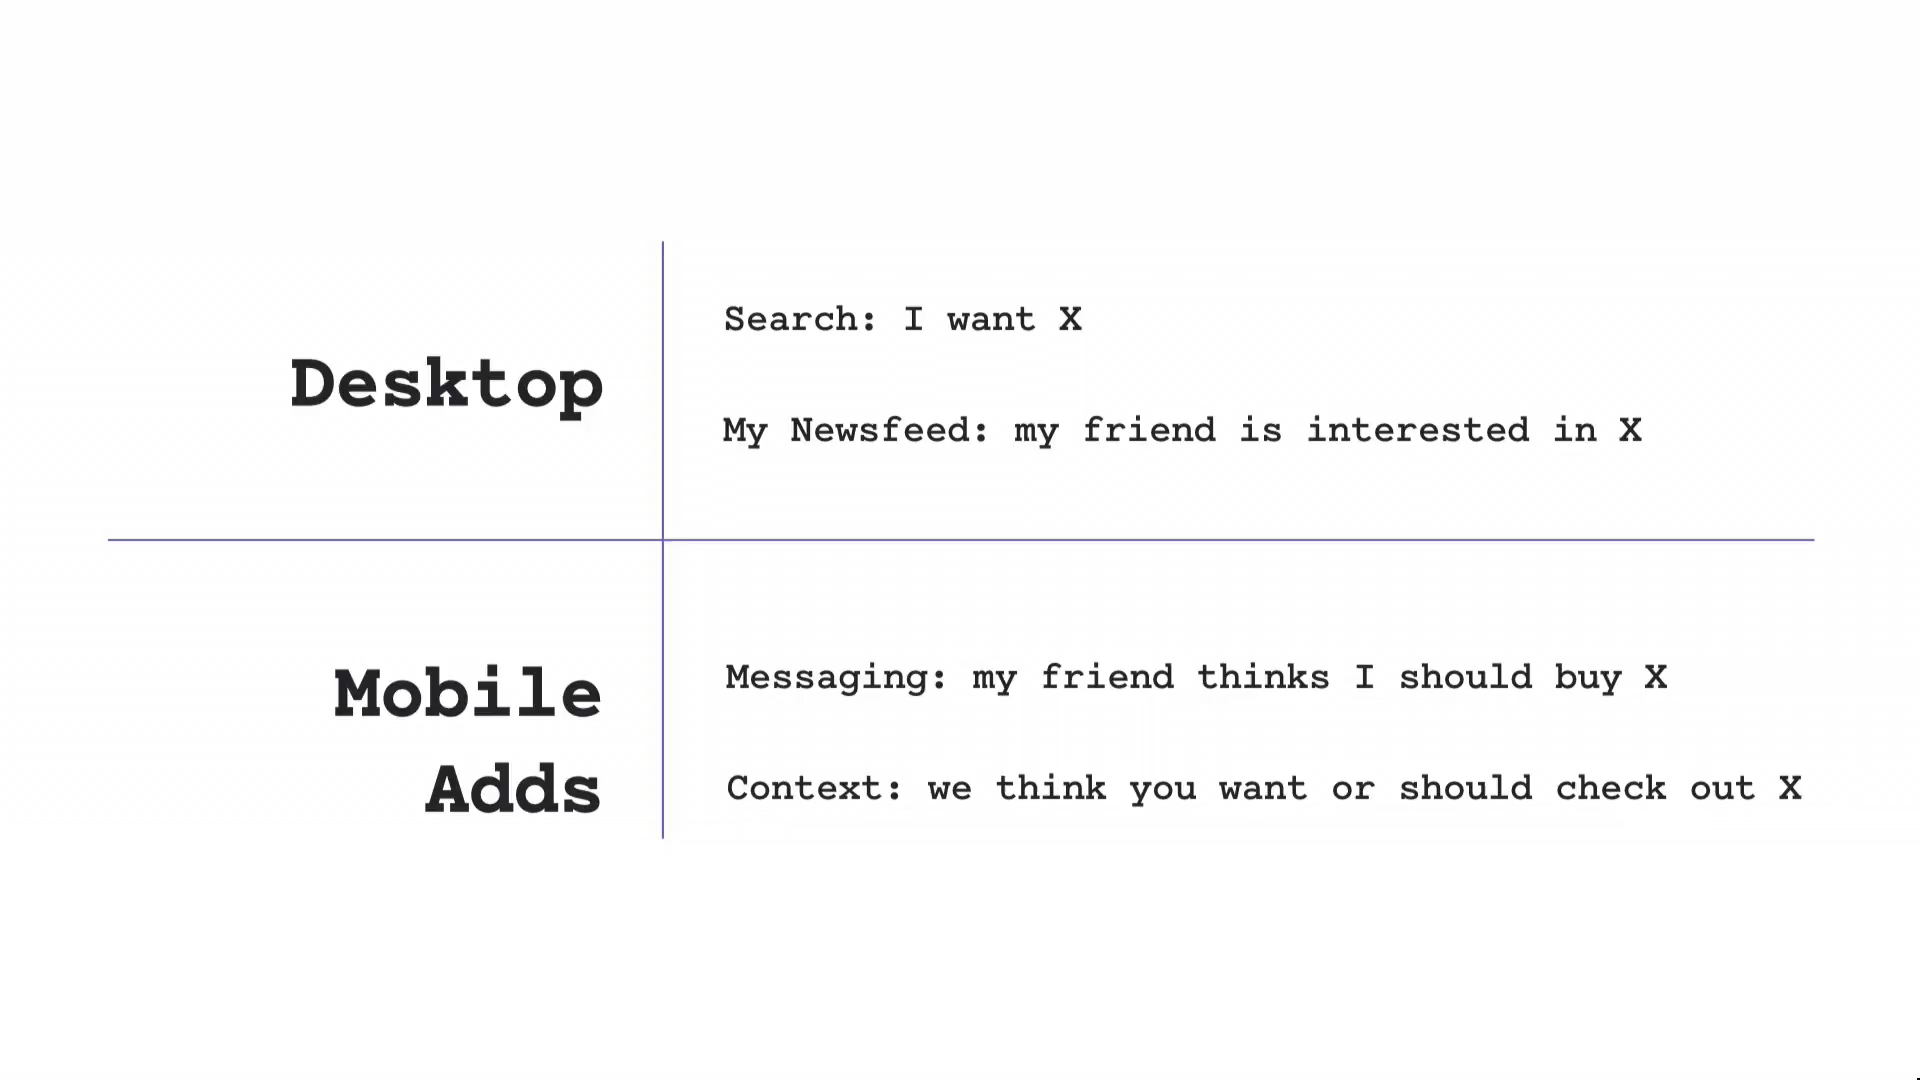 Desktop
Search: I want X
My Newsfeed: my friend is interested in X
Mobile
Adds
Messaging: my friend thinks I should buy X
Context: we think you want or should check out X